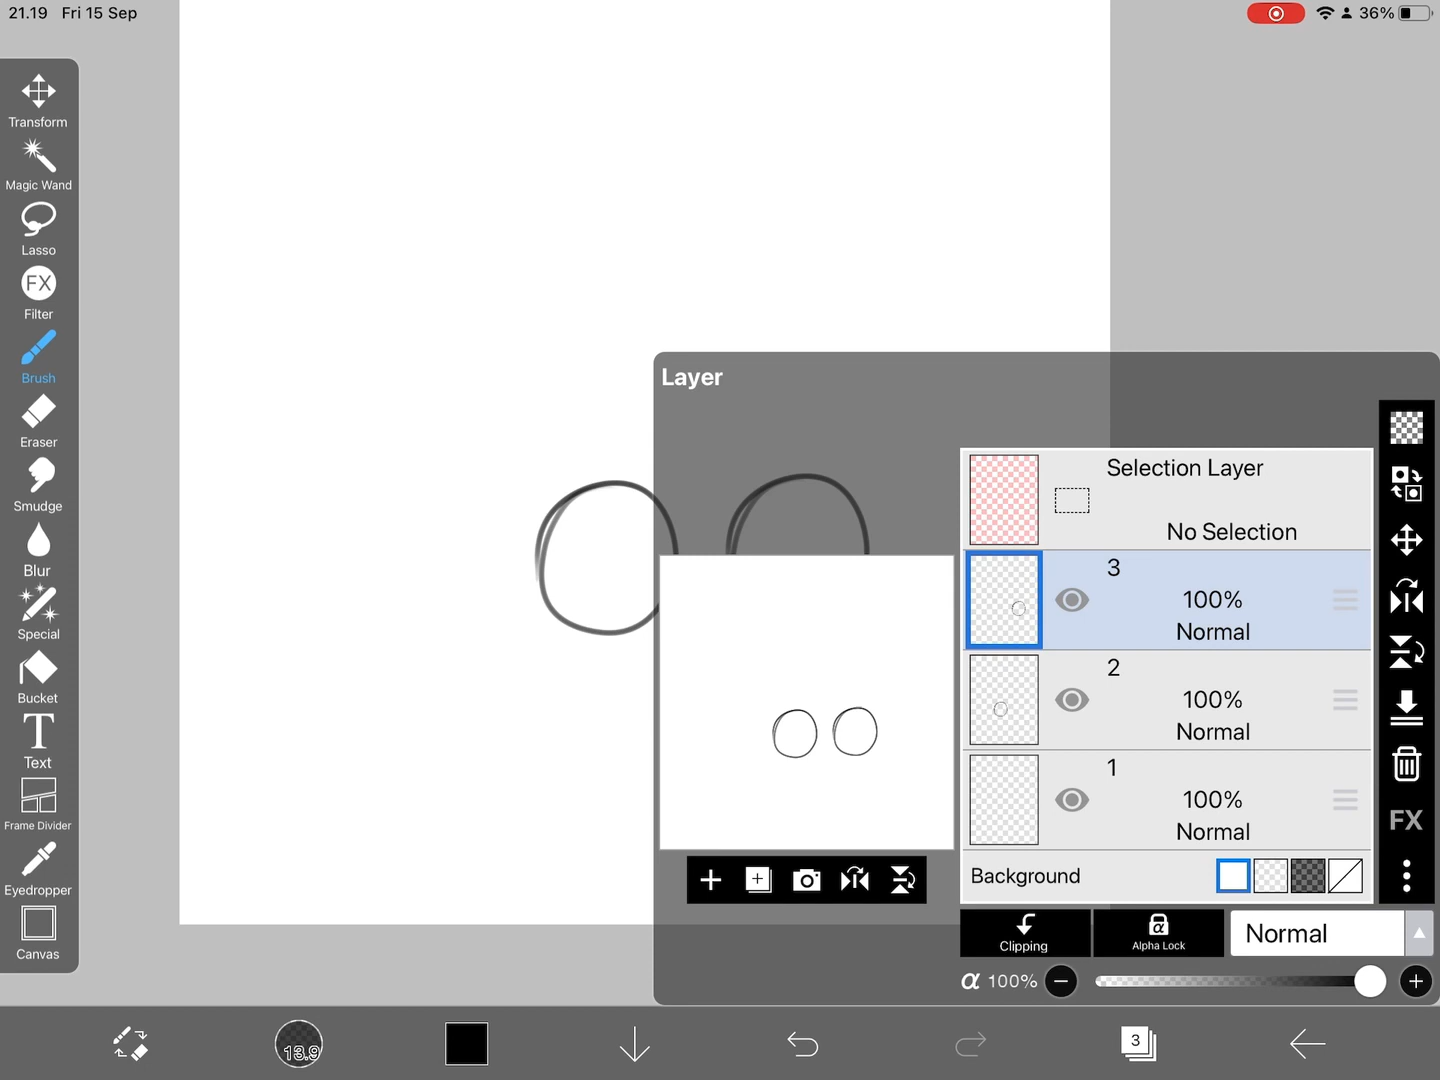 21.19 Fri 15 Sep
36%
Transform
Magic Wand
Lasso
FX
Filter
Brush
Eraser
Smudge
Blur
Special
Bucket
T
Text
Frame Divider
Eyedropper
Canvas
Layer
Selection Layer
No Selection
3
100%
Normal
2
100%
Normal
1
100%
Normal
Background
FX
Clipping
α
Alpha Lock
Normal
α 100%
13.9
3